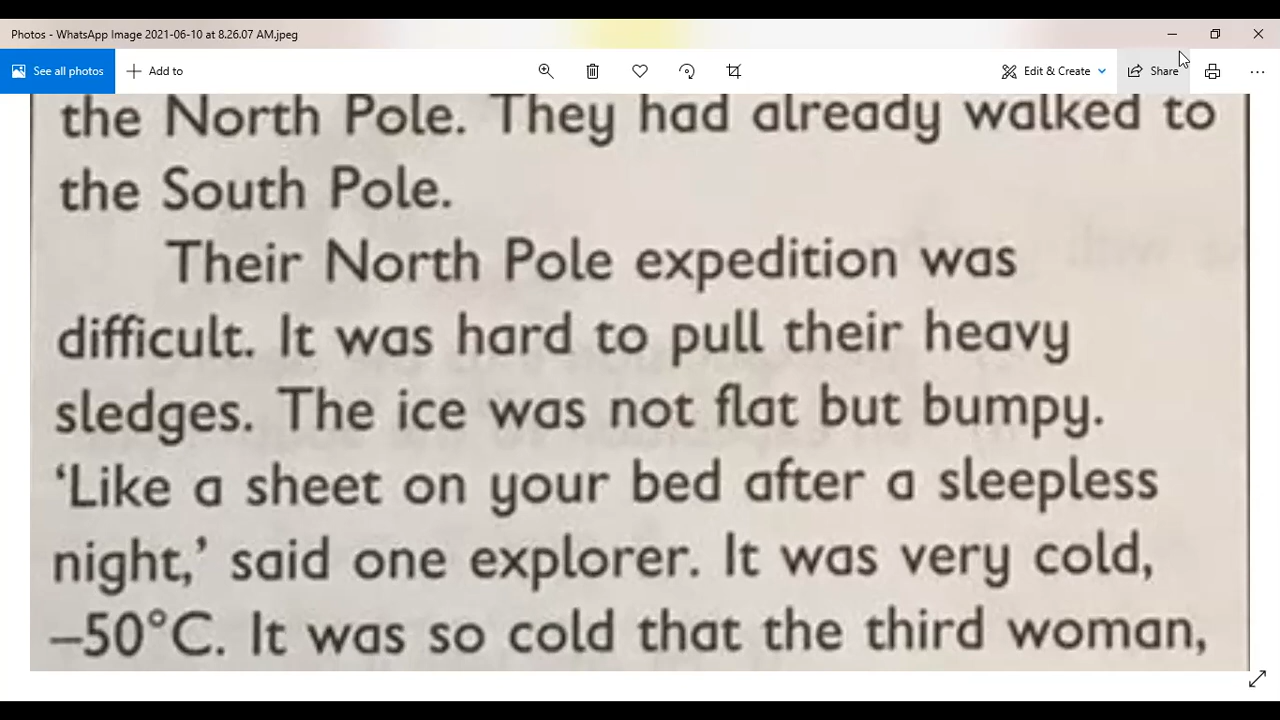 Photos - WhatsApp Image 2021-06-10 at 8.26.07 AM.jpeg
See all photos
Add to
Edit & Create
Share
the North Pole. They had already walked to
the South Pole.
Their North Pole expedition was
difficult. It was hard to pull their heavy
sledges. The ice was not flat but bumpy.
‘Like a sheet on your bed after a sleepless
night,’ said one explorer. It was very cold,
–50°C. It was so cold that the third woman,